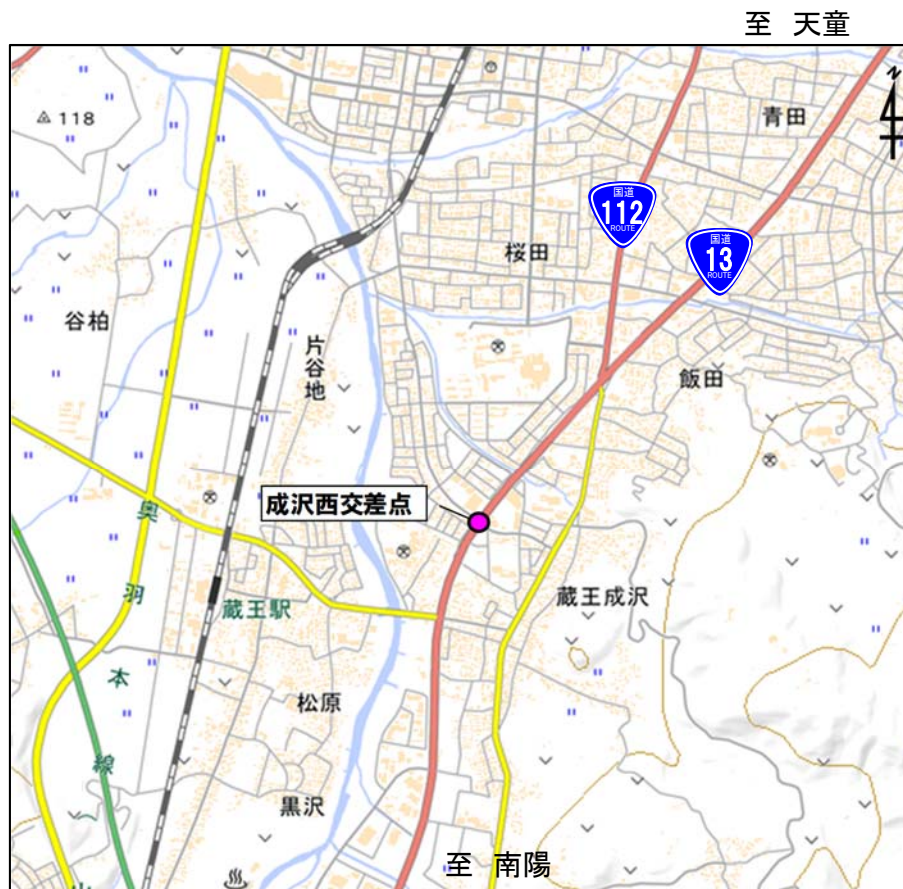 至 天童
N
118
青田
国道
112
ROUTE
国道
13
ROUTE
桜田
谷柏
片谷地
飯田
成沢西交差点
奥羽本線
蔵王駅
蔵王成沢
松原
黒沢
至 南陽